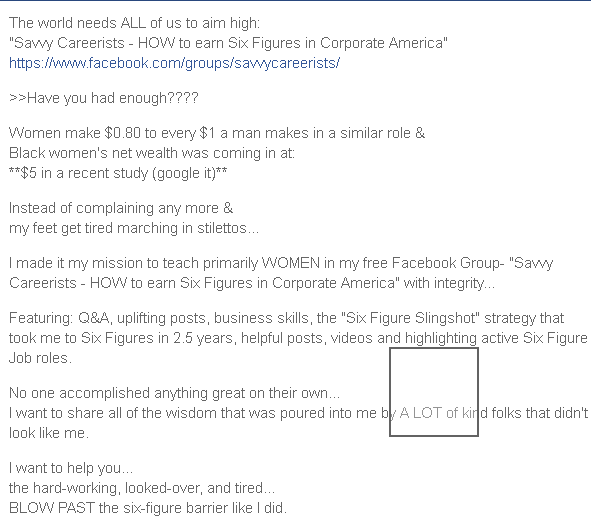 The world needs ALL of us to aim high:
"Savvy Careerists - HOW to earn Six Figures in Corporate America"
https://www.facebook.com/groups/savvycareerists/
>>Have you had enough????
Women make $0.80 to every $1 a man makes in a similar role &
Black women's net wealth was coming in at:
**$5 in a recent study (google it)**
Instead of complaining any more &
my feet get tired marching in stilettos...
I made it my mission to teach primarily WOMEN in my free Facebook Group- "Savvy
Careerists - HOW to earn Six Figures in Corporate America" with integrity...
Featuring: Q&A, uplifting posts, business skills, the "Six Figure Slingshot" strategy that
took me to Six Figures in 2.5 years, helpful posts, videos and highlighting active Six Figure
Job roles.
No one accomplished anything great on their own...
I want to share all of the wisdom that was poured into me by A LOT of kind folks that didn't
look like me.
I want to help you...
the hard-working, looked-over, and tired...
BLOW PAST the six-figure barrier like I did.